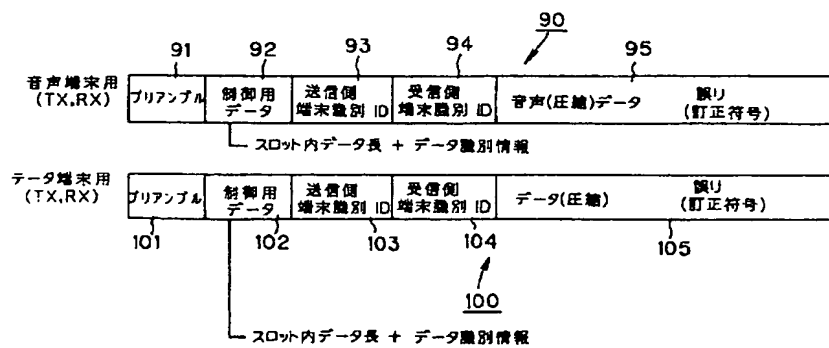 91 92 93 94 90 95
音声端末用 (TX,RX)
プリアンブル
制御用データ
送信側端末識別 ID
受信側端末識別 ID
音声(圧縮)データ
誤り(訂正符号)
スロット内データ長 + データ識別情報
データ端末用 (TX,RX)
プリアンブル
制御用データ
送信側端末識別 ID
受信側端末識別 ID
データ(圧縮)
誤り(訂正符号)
101 102 103 104 105
100
スロット内データ長 + データ識別情報